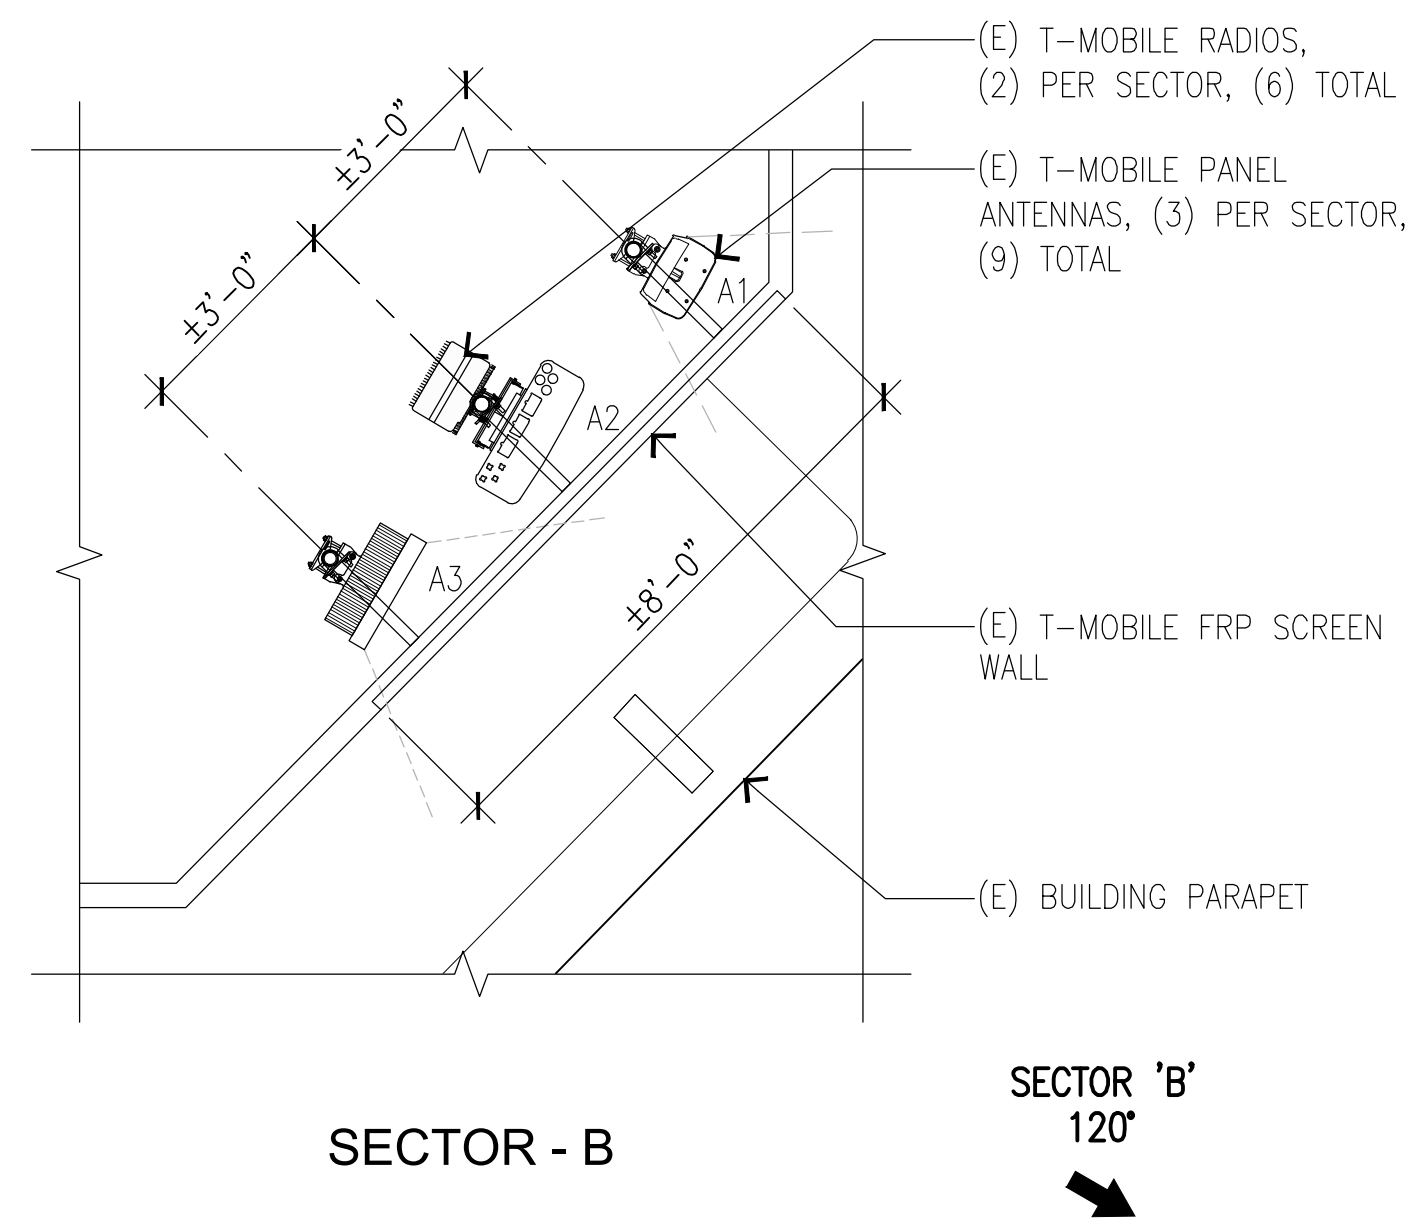 (E) T-MOBILE RADIOS,
(2) PER SECTOR, (6) TOTAL
±3'-0"
(E) T-MOBILE PANEL
ANTENNAS, (3) PER SECTOR,
(9) TOTAL
±3'-0"
A1
A2
A3
±8'-0"
(E) T-MOBILE FRP SCREEN
WALL
(E) BUILDING PARAPET
SECTOR 'B'
120°
SECTOR - B